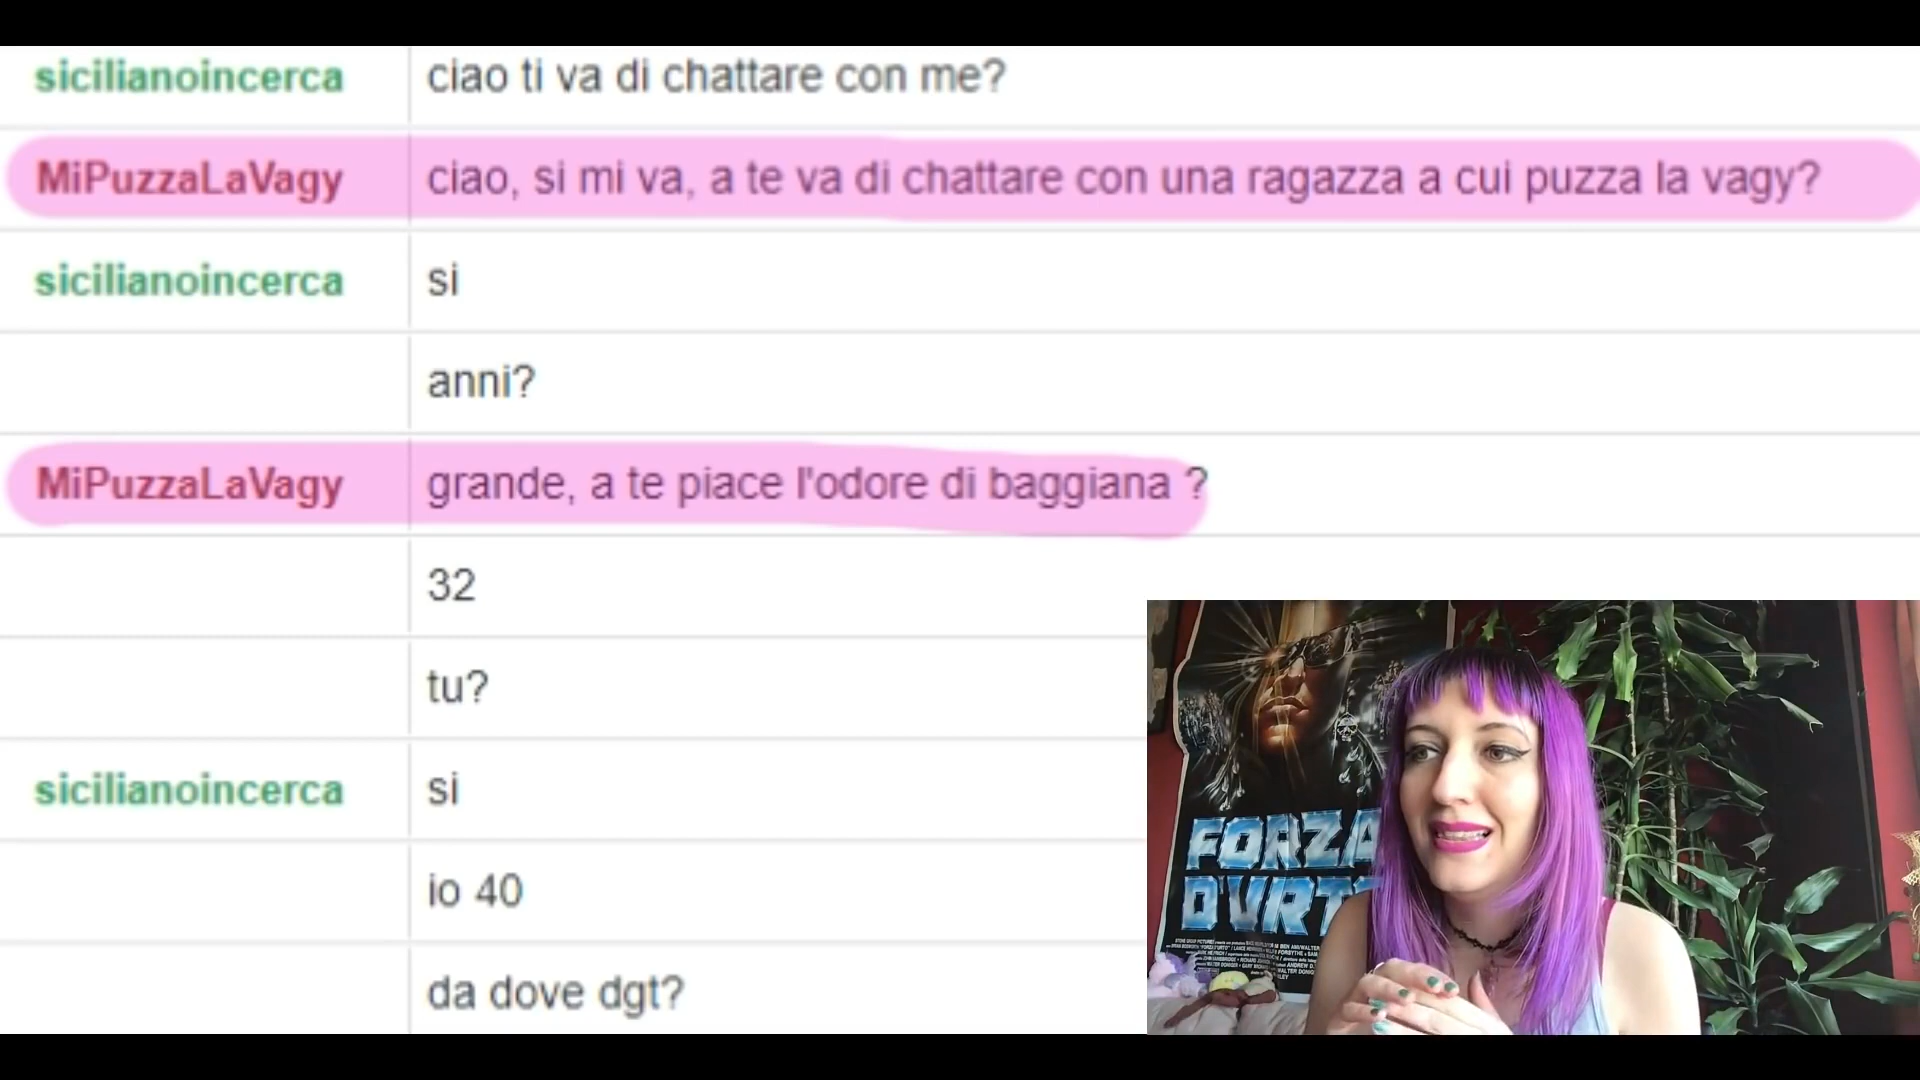 sicilianoincerca ciao ti va di chattare con me?
MiPuzzaLaVagy ciao, si mi va, a te va di chattare con una ragazza a cui puzza la vagy?
sicilianoincerca si
anni?
MiPuzzaLaVagy grande, a te piace l'odore di baggiana ?
32
tu?
sicilianoincerca si
io 40
da dove dgt?
FORZA
D'URTO